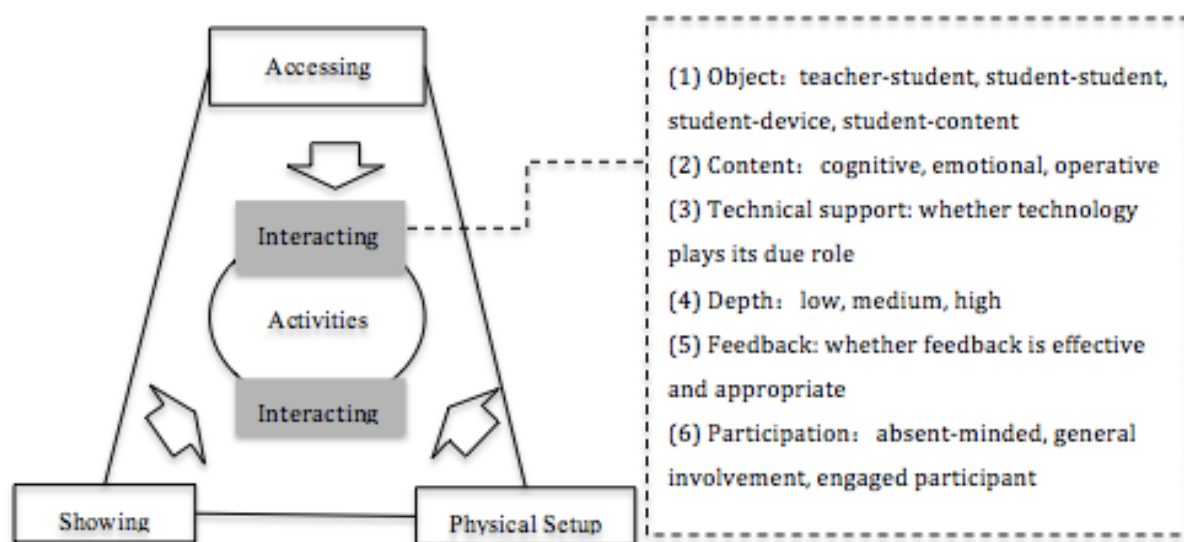 Accessing
Interacting
Activities
Interacting
Showing
Physical Setup
(1) Object：teacher-student, student-student,
student-device, student-content
(2) Content：cognitive, emotional, operative
(3) Technical support: whether technology
plays its due role
(4) Depth：low, medium, high
(5) Feedback: whether feedback is effective
and appropriate
(6) Participation：absent-minded, general
involvement, engaged participant